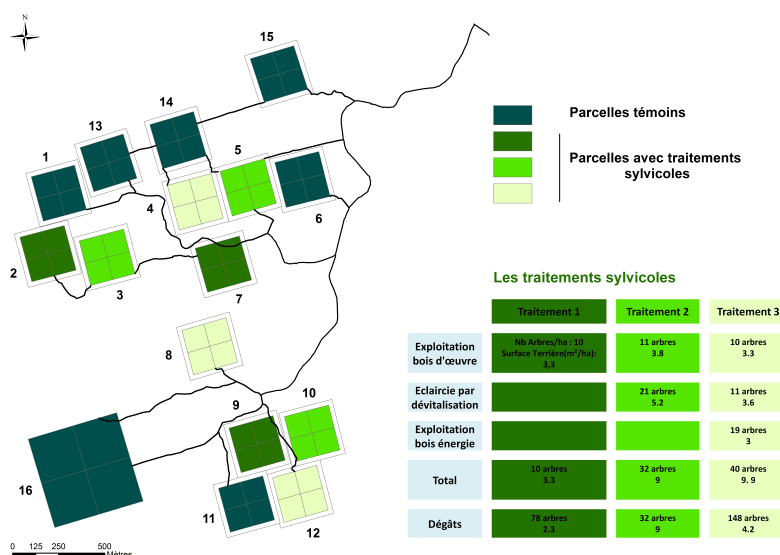 N
15
14
13
1
5
4
6
2
3
7
8
9
10
16
11
12
0 125 250 500
Mètres
Parcelles témoins
Parcelles avec traitements
sylvicoles
Les traitements sylvicoles
Traitement 1 Traitement 2 Traitement 3
Exploitation
bois d'œuvre
Nb Arbres/ha : 10
Surface Terrière(m²/ha):
3,3
11 arbres
3.8
10 arbres
3.3
Eclaircie par
dévitalisation
21 arbres
5.2
11 arbres
3.6
Exploitation
bois énergie
19 arbres
3
Total
10 arbres
3.3
32 arbres
9
40 arbres
9. 9
Dégâts
78 arbres
2.3
32 arbres
9
148 arbres
4.2